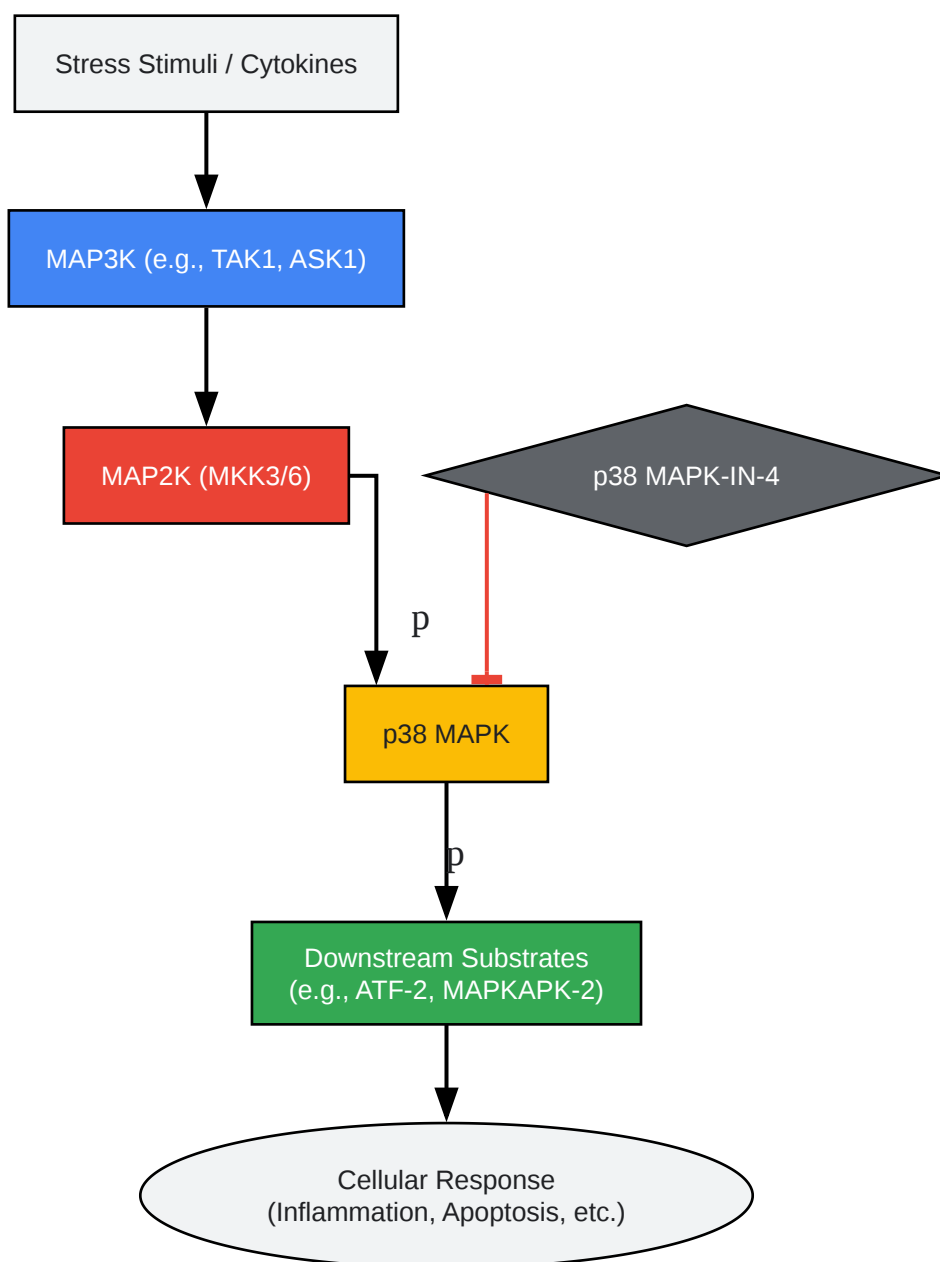 Stress Stimuli / Cytokines
MAP3K (e.g., TAK1, ASK1)
MAP2K (MKK3/6)
p38 MAPK-IN-4
p
p38 MAPK
p
Downstream Substrates
(e.g., ATF-2, MAPKAPK-2)
Cellular Response
(Inflammation, Apoptosis, etc.)